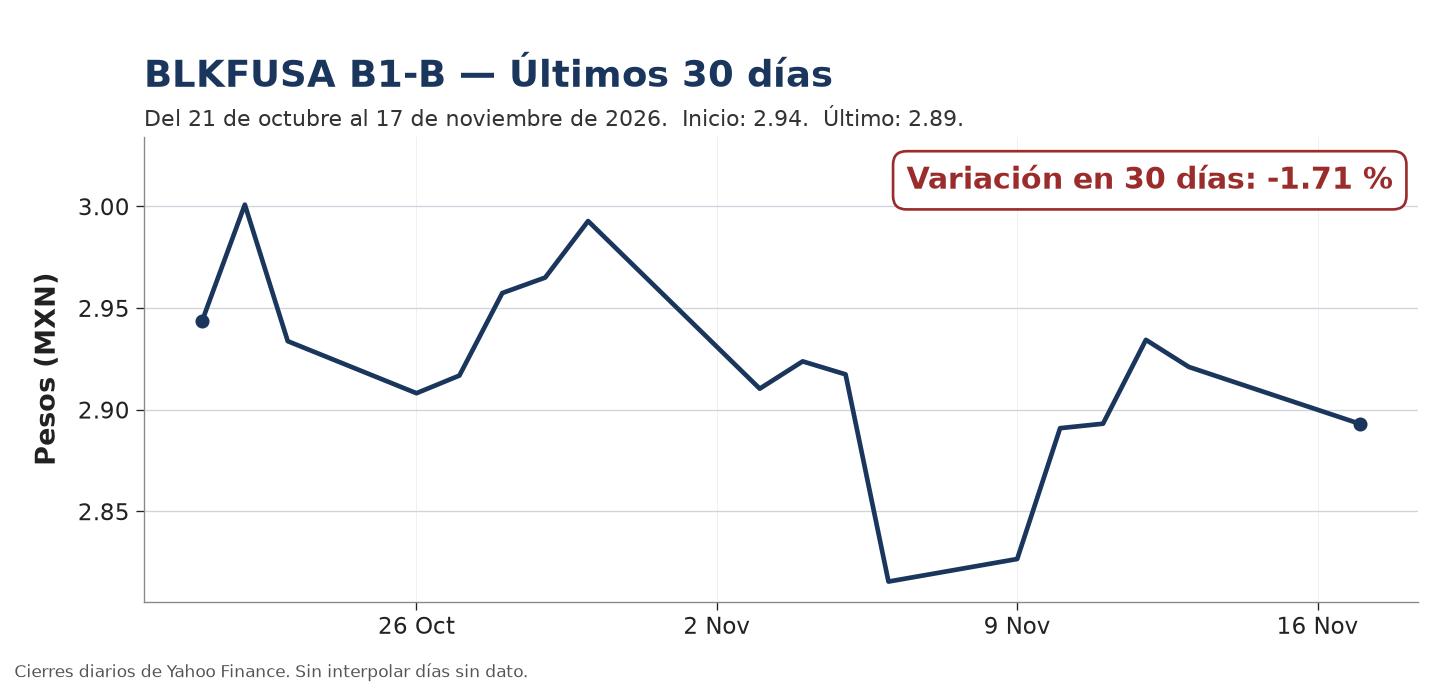 BLKFUSA B1-B — Últimos 30 días
Del 21 de octubre al 17 de noviembre de 2026.  Inicio: 2.94.  Último: 2.89.
Variación en 30 días: -1.71 %
Pesos (MXN)
3.00
2.95
2.90
2.85
26 Oct
2 Nov
9 Nov
16 Nov
Cierres diarios de Yahoo Finance. Sin interpolar días sin dato.